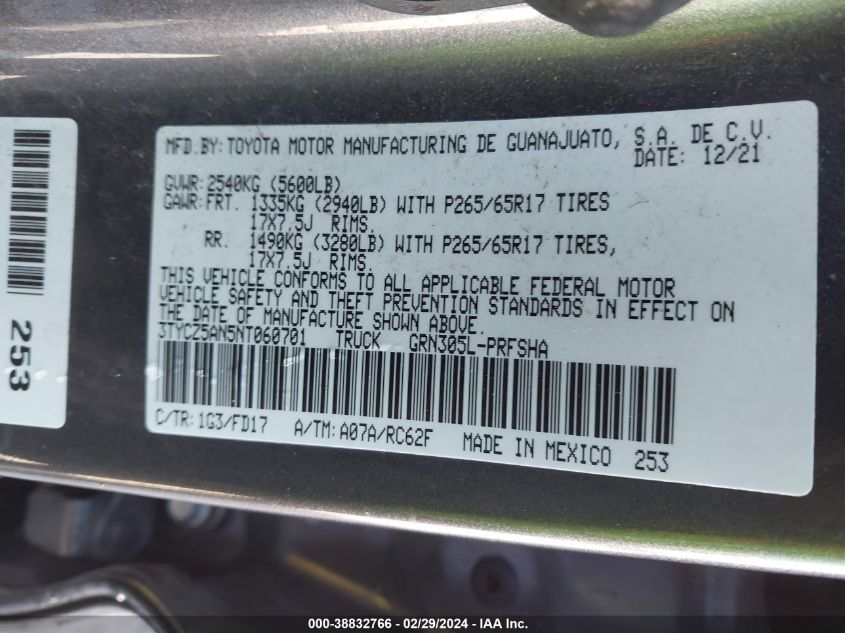 MFD.BY:TOYOTA MOTOR MANUFACTURING DE GUANAJUATO, S.A. DE C.V.
DATE: 12/21
GVWR:2540KG (5600LB)
GAWR:FRT. 1335KG (2940LB) WITH P265/65R17 TIRES
17X7.5J RIMS.
RR. 1490KG (3280LB) WITH P265/65R17 TIRES,
17X7.5J RIMS.
THIS VEHICLE CONFORMS TO ALL APPLICABLE FEDERAL MOTOR
VEHICLE SAFETY AND THEFT PREVENTION STANDARDS IN EFFECT ON
THE DATE OF MANUFACTURE SHOWN ABOVE.
3TYCZ5AN5NT060701 TRUCK GRN305L-PRFSHA
C/TR:1G3/FD17 A/TM:A07A/RC62F MADE IN MEXICO 253
253
000-38832766 - 02/29/2024 - IAA Inc.